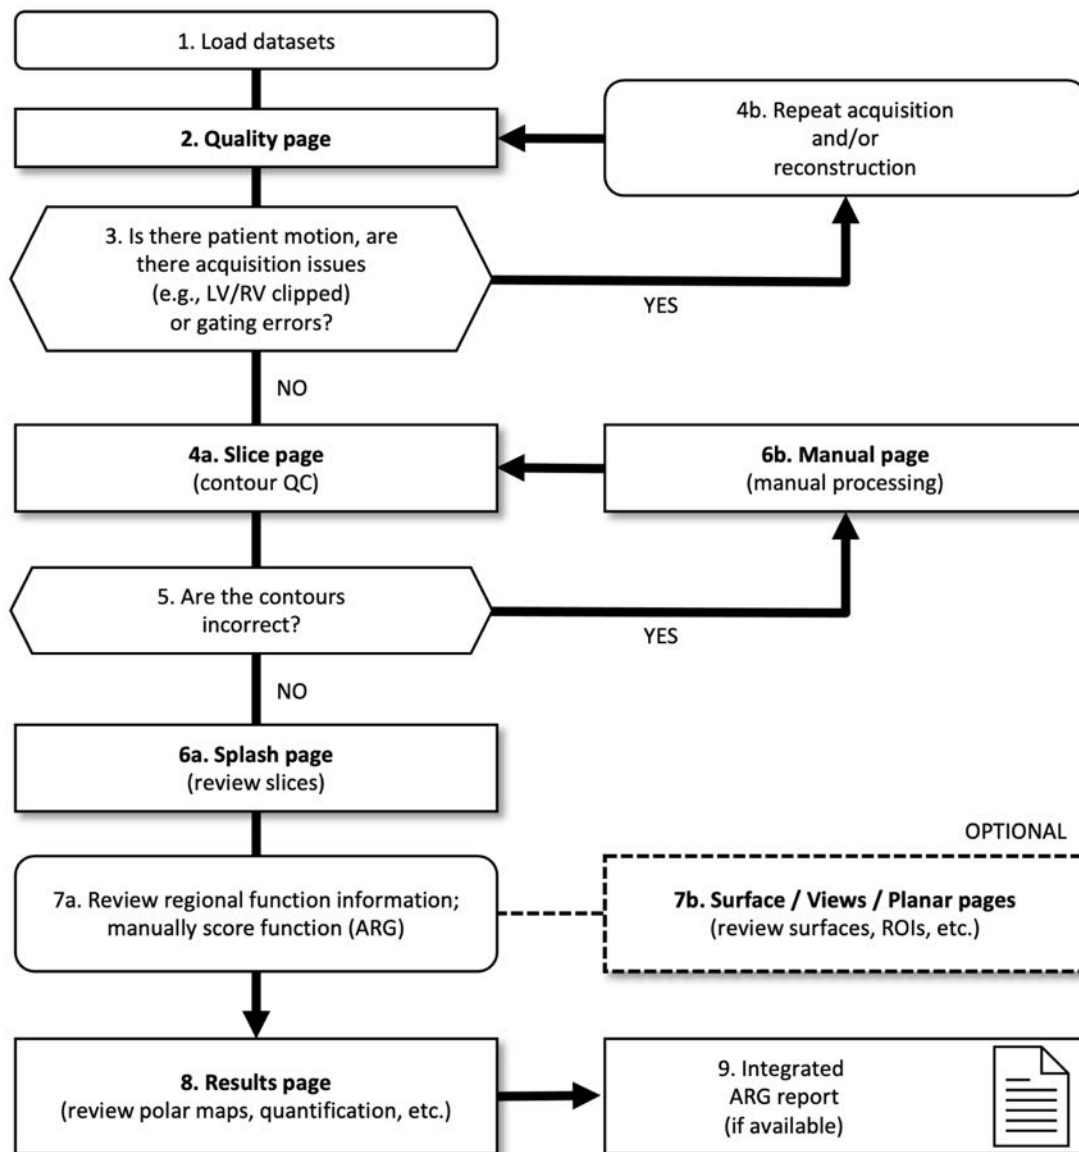 1. Load datasets
2. Quality page
4b. Repeat acquisition
and/or
reconstruction
3. Is there patient motion, are
there acquisition issues
(e.g., LV/RV clipped)
or gating errors?
YES
NO
4a. Slice page
(contour QC)
6b. Manual page
(manual processing)
5. Are the contours
incorrect?
YES
NO
6a. Splash page
(review slices)
OPTIONAL
7a. Review regional function information;
manually score function (ARG)
7b. Surface / Views / Planar pages
(review surfaces, ROIs, etc.)
8. Results page
(review polar maps, quantification, etc.)
9. Integrated
ARG report
(if available)